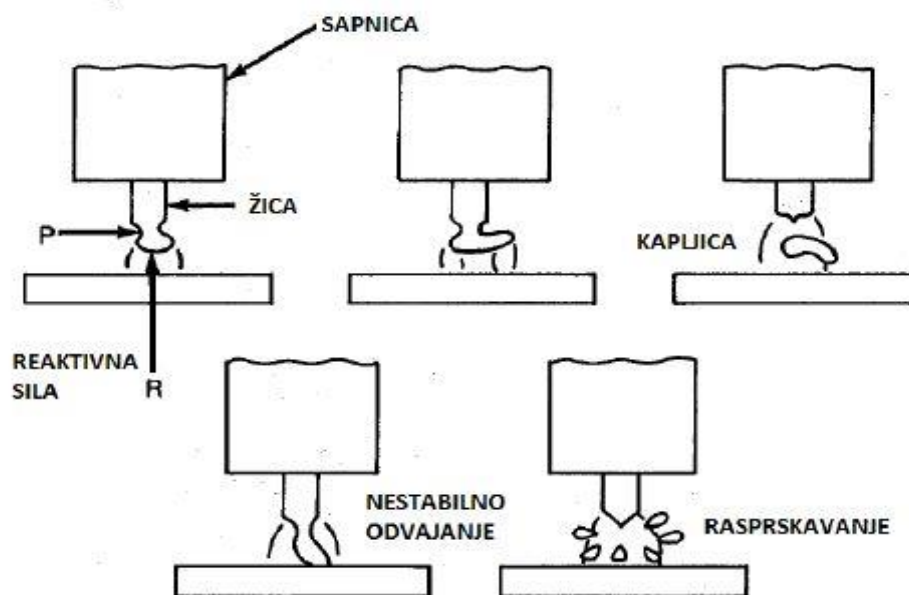 SAPNICA
ŽICA
P
KAPLJICA
REAKTIVNA
SILA
R
NESTABILNO
ODVAJANJE
RASPRSKAVANJE